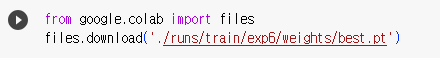 from google.colab import files
files.download('./runs/train/exp6/weights/best.pt')